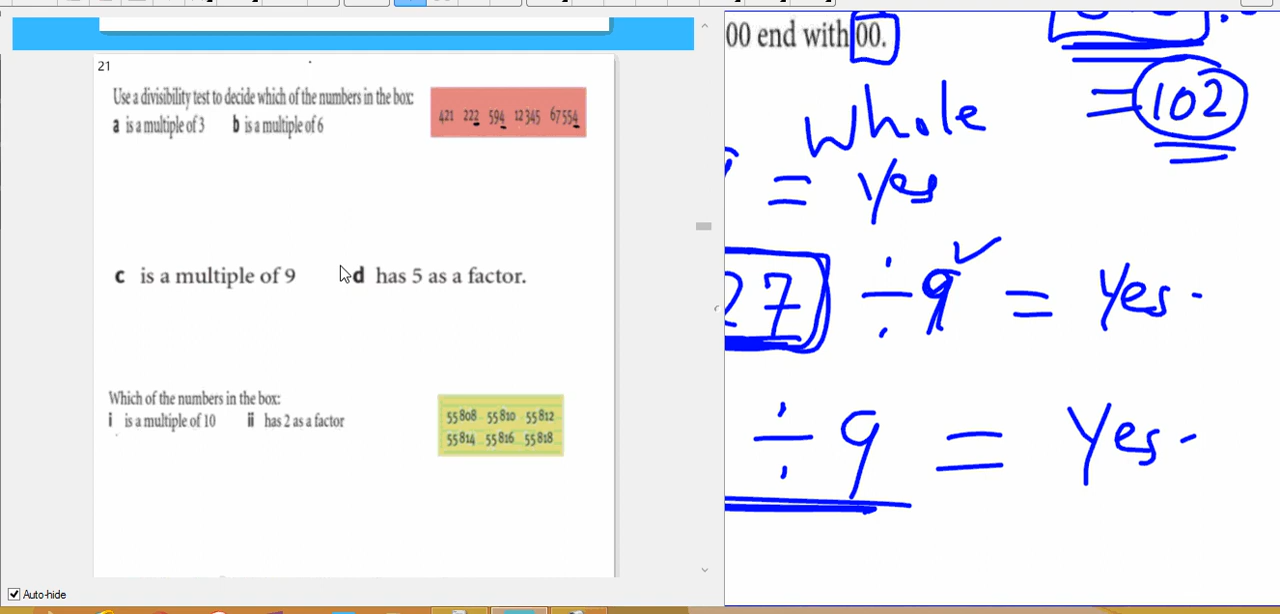 21
Use a divisibility test to decide which of the numbers in the box:
a is a multiple of 3 b is a multiple of 6
421 222 594 12345 67554
c is a multiple of 9 d has 5 as a factor.
Which of the numbers in the box:
i is a multiple of 10 ii has 2 as a factor
55808 55810 55812
55814 55816 55818
Auto-hide
00 end with 00.
= 102
Whole
= Yes
27 ÷ 9 = Yes.
÷ 9 = Yes.